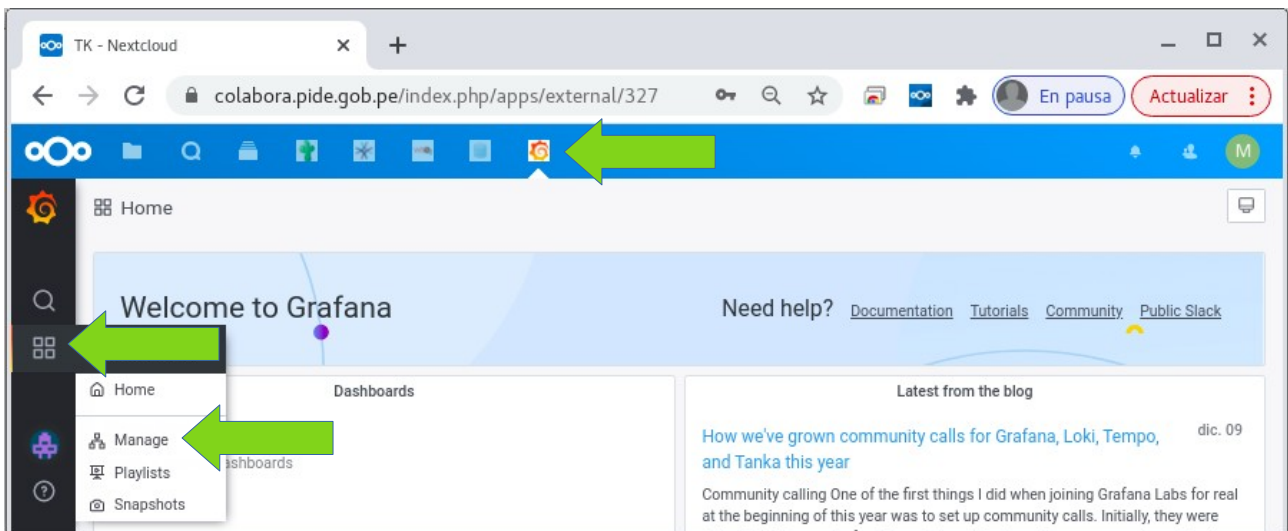 TK - Nextcloud
colabora.pide.gob.pe/index.php/apps/external/327
En pausa
Actualizar
M
Home
Welcome to Grafana
Need help? Documentation Tutorials Community Public Slack
Home
Manage
Playlists
Snapshots
Dashboards
ashboards
Latest from the blog
How we've grown community calls for Grafana, Loki, Tempo,
and Tanka this year
dic. 09
Community calling One of the first things I did when joining Grafana Labs for real
at the beginning of this year was to set up community calls. Initially, they were